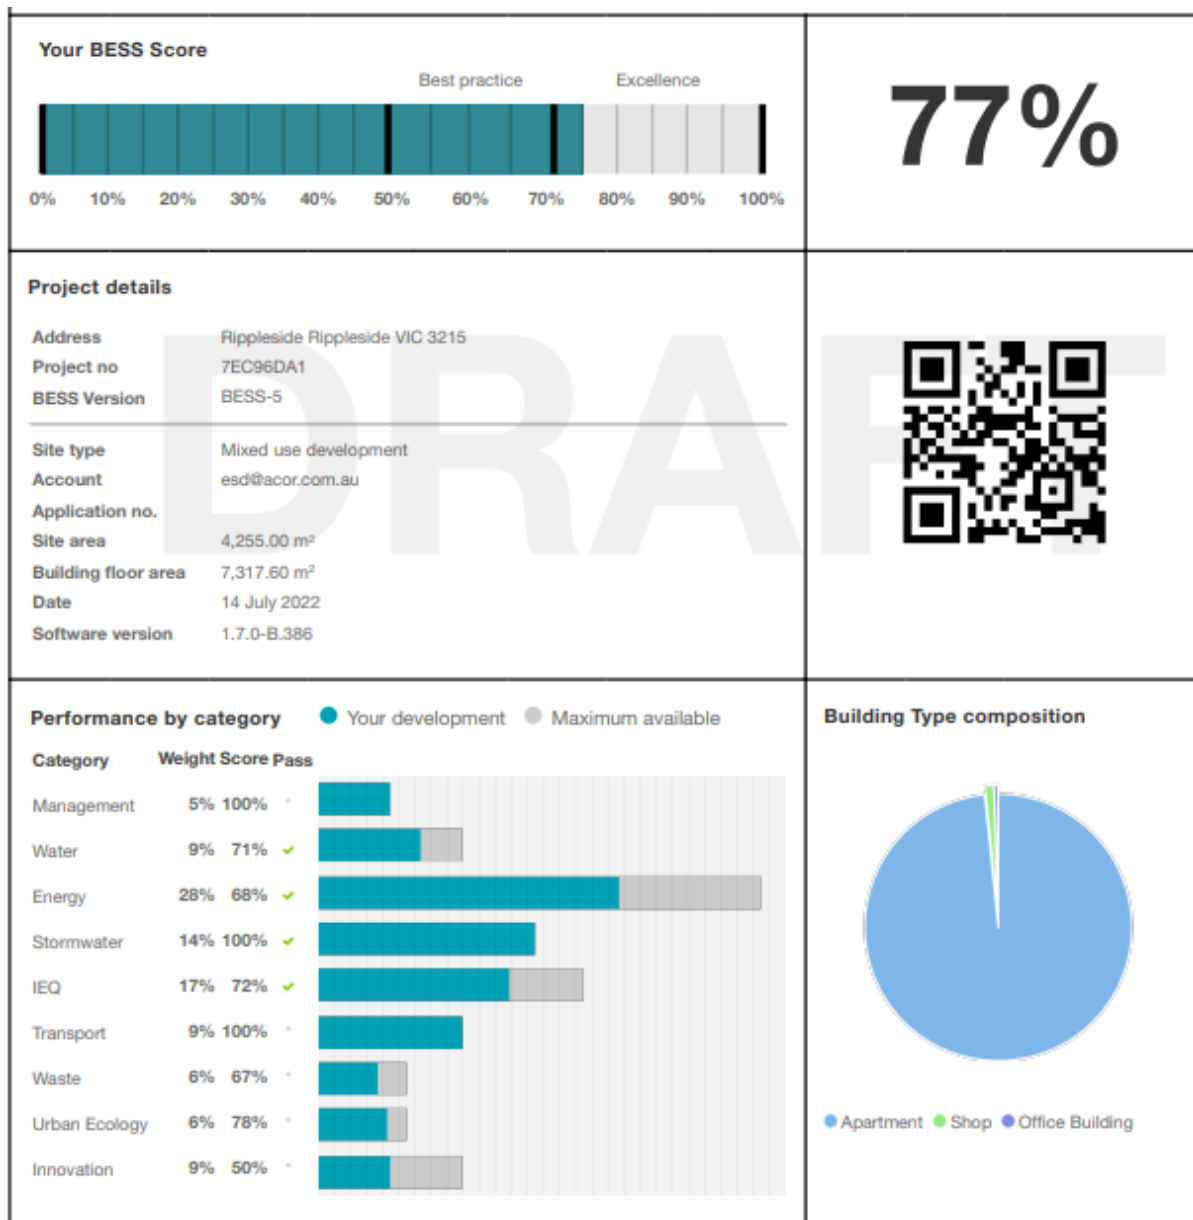 Your BESS Score
Best practice Excellence
0% 10% 20% 30% 40% 50% 60% 70% 80% 90% 100%
77%
Project details
Address Rippleside Rippleside VIC 3215
Project no 7EC96DA1
BESS Version BESS-5
Site type Mixed use development
Account esd@acor.com.au
Application no.
Site area 4,255.00 m²
Building floor area 7,317.60 m²
Date 14 July 2022
Software version 1.7.0-B.386
DRAFT
Performance by category Your development Maximum available
Category Weight Score Pass
Management 5% 100%
Water 9% 71%
Energy 28% 68%
Stormwater 14% 100%
IEQ 17% 72%
Transport 9% 100%
Waste 6% 67%
Urban Ecology 6% 78%
Innovation 9% 50%
Building Type composition
Apartment Shop Office Building